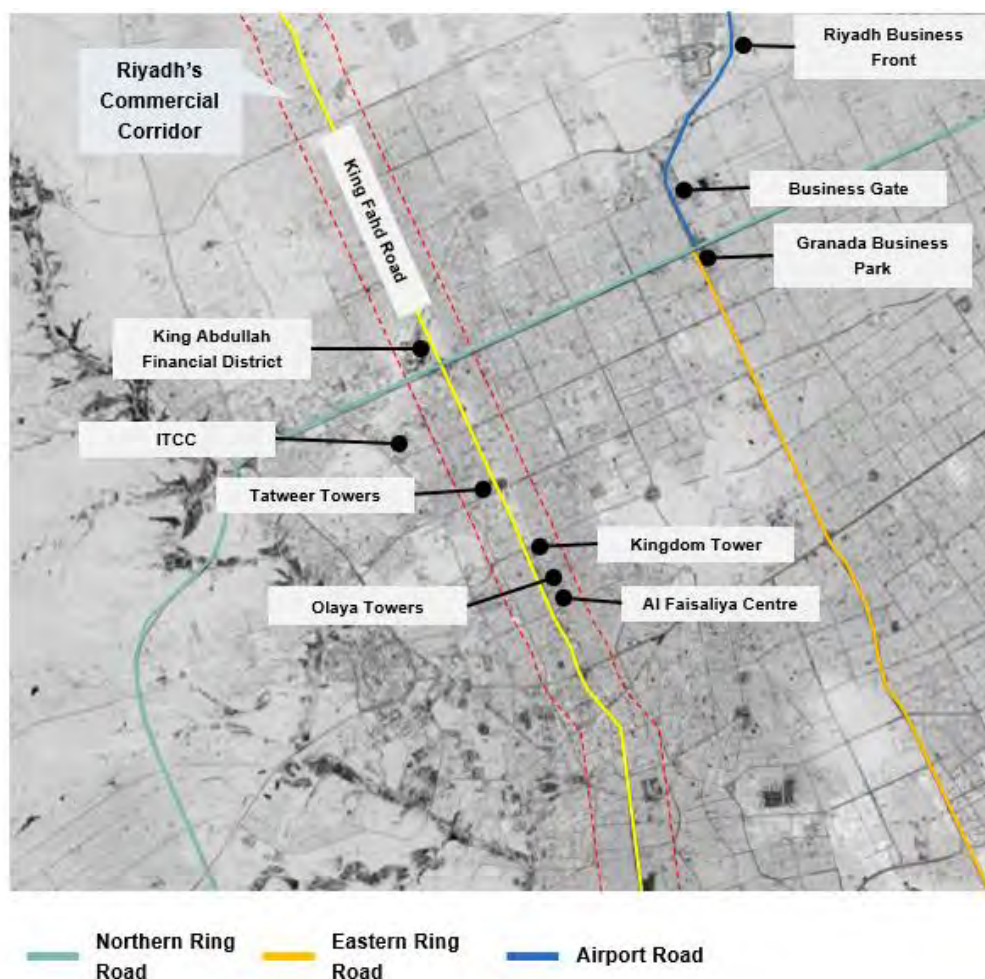 Riyadh Business
Front
Riyadh's
Commercial
Corridor
King Fahd Road
Business Gate
Granada Business
Park
King Abdullah
Financial District
ITCC
Tatweer Towers
Kingdom Tower
Olaya Towers
Al Faisaliya Centre
Northern Ring
Road
Eastern Ring
Road
Airport Road